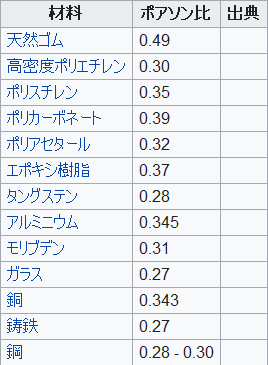 材料 ポアソン比 出典
天然ゴム 0.49
高密度ポリエチレン 0.30
ポリスチレン 0.35
ポリカーボネート 0.39
ポリアセタール 0.32
エポキシ樹脂 0.37
タングステン 0.28
アルミニウム 0.345
モリブデン 0.31
ガラス 0.27
銅 0.343
鋳鉄 0.27
鋼 0.28 - 0.30